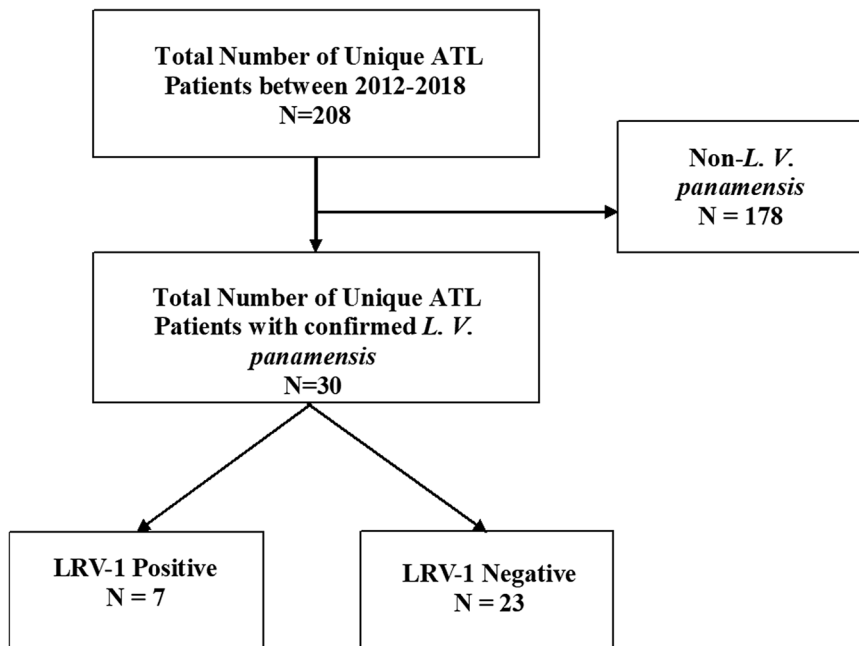 Total Number of Unique ATL
Patients between 2012-2018
N=208
Non-L. V.
panamensis
N = 178
Total Number of Unique ATL
Patients with confirmed L. V.
panamensis
N=30
LRV-1 Positive
N = 7
LRV-1 Negative
N = 23